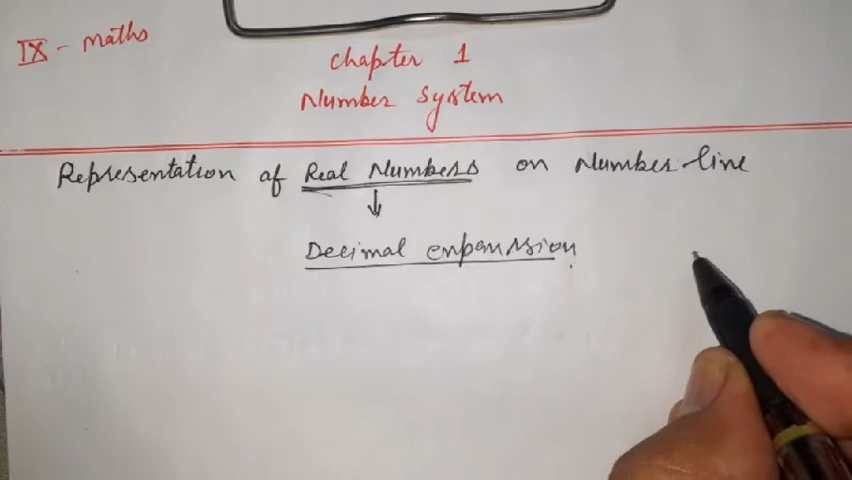 IX - maths
Chapter 1
Number System
Representation of Real Numbers on Number line
↓
Decimal expansion